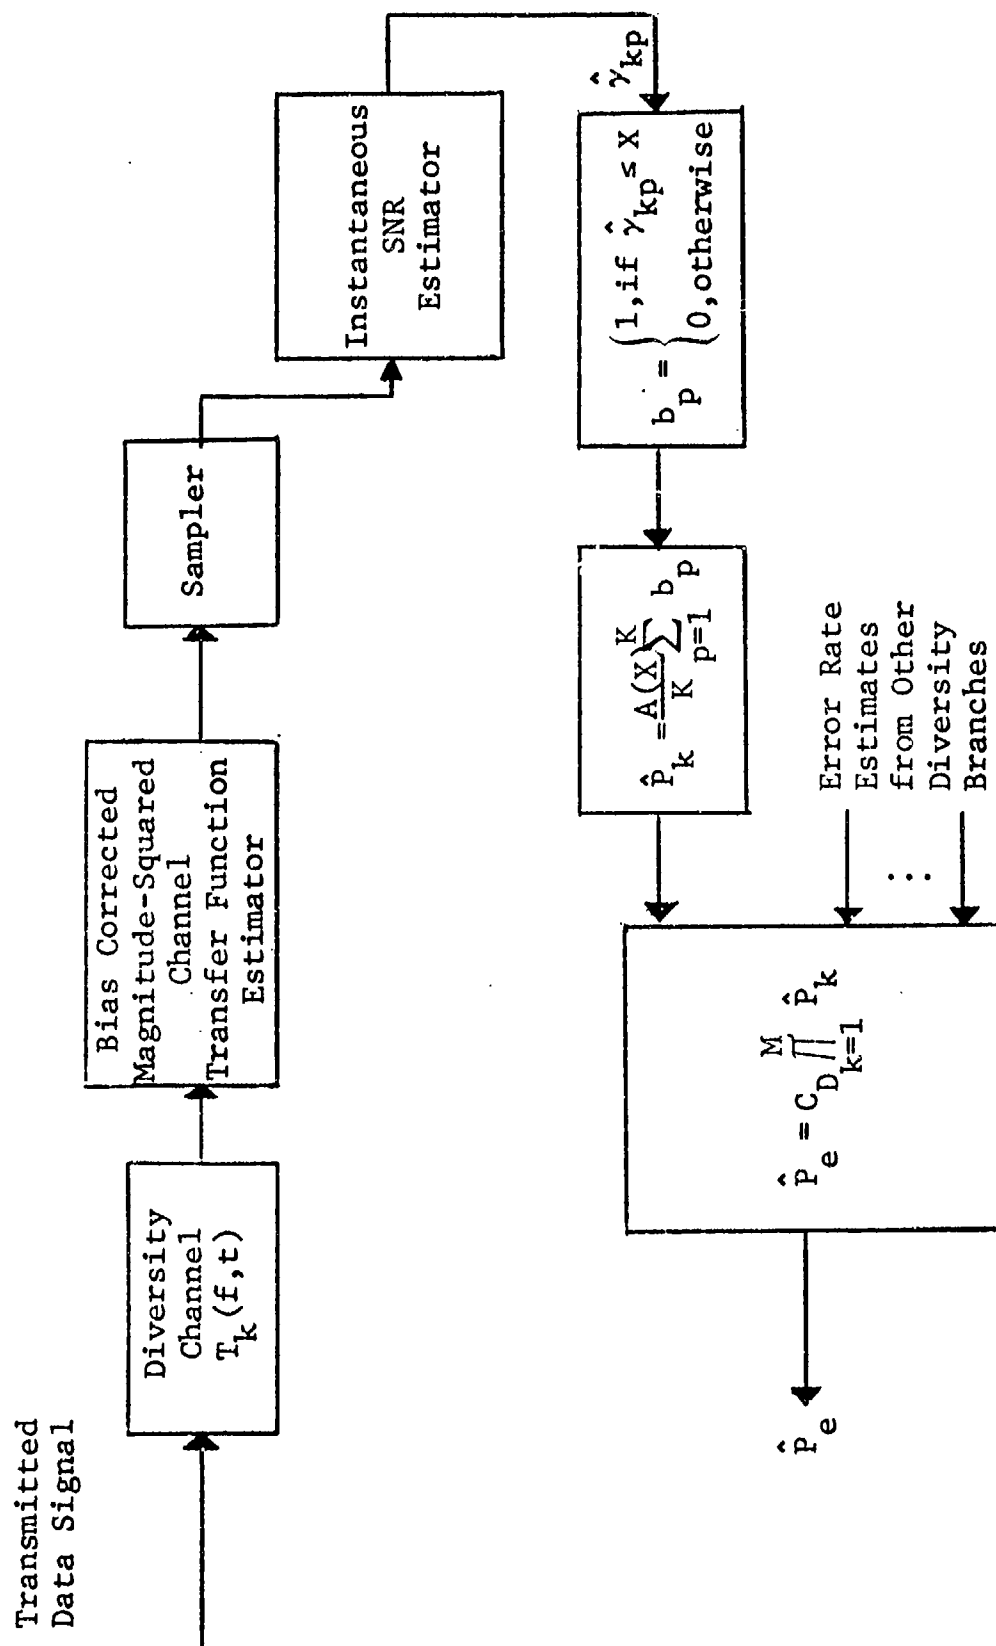 Transmitted
Data Signal
Diversity
Channel
T_k(f,t)
Bias Corrected
Magnitude-Squared
Channel
Transfer Function
Estimator
Sampler
Instantaneous
SNR
Estimator
γ̂_kp
b_p = { 1, if γ̂_kp ≤ X
0, otherwise
P̂_k = A(X)/K ∑_{p=1}^{K} b_p
Error Rate
Estimates
from Other
Diversity
Branches
P̂_e = C_D ∏_{k=1}^{M} P̂_k
P̂_e